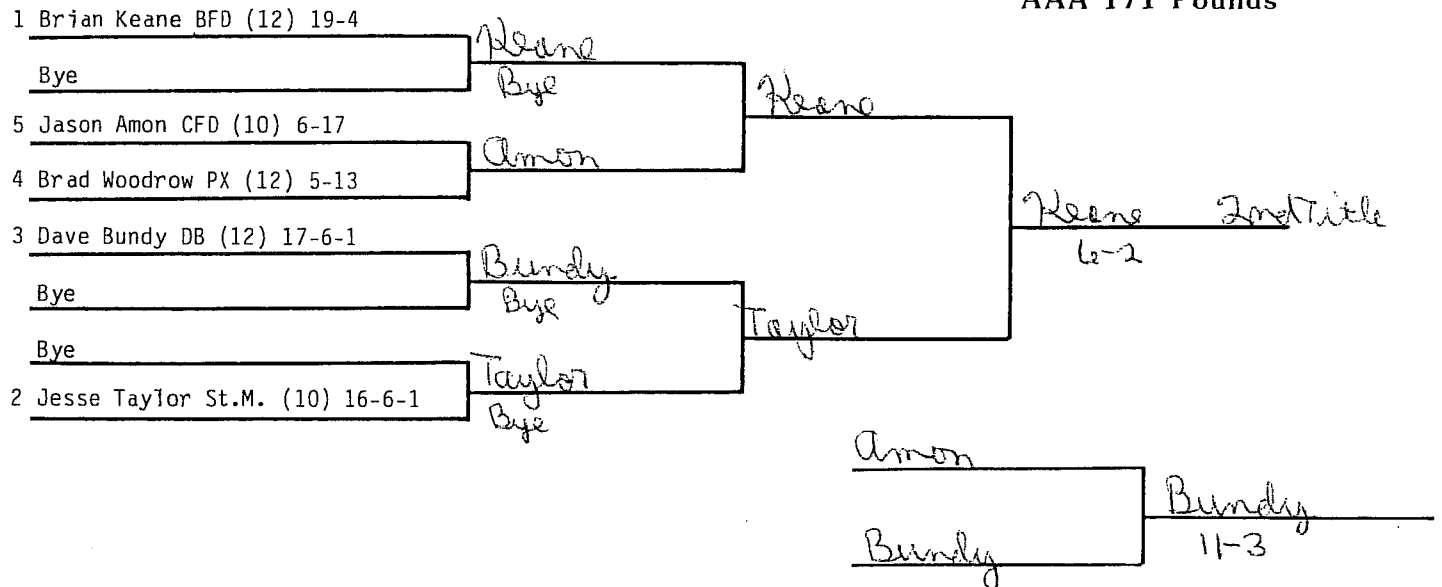 AAA 171 Pounds
1 Brian Keane BFD (12) 19-4
Keane
Bye
Bye
Keane
5 Jason Amon CFD (10) 6-17
Amon
4 Brad Woodrow PX (12) 5-13
Keane 2nd Title
6-2
3 Dave Bundy DB (12) 17-6-1
Bundy
Bye
Bye
Taylor
Bye
Taylor
2 Jesse Taylor St.M. (10) 16-6-1
Bye
Amon
Bundy
11-3
Bundy